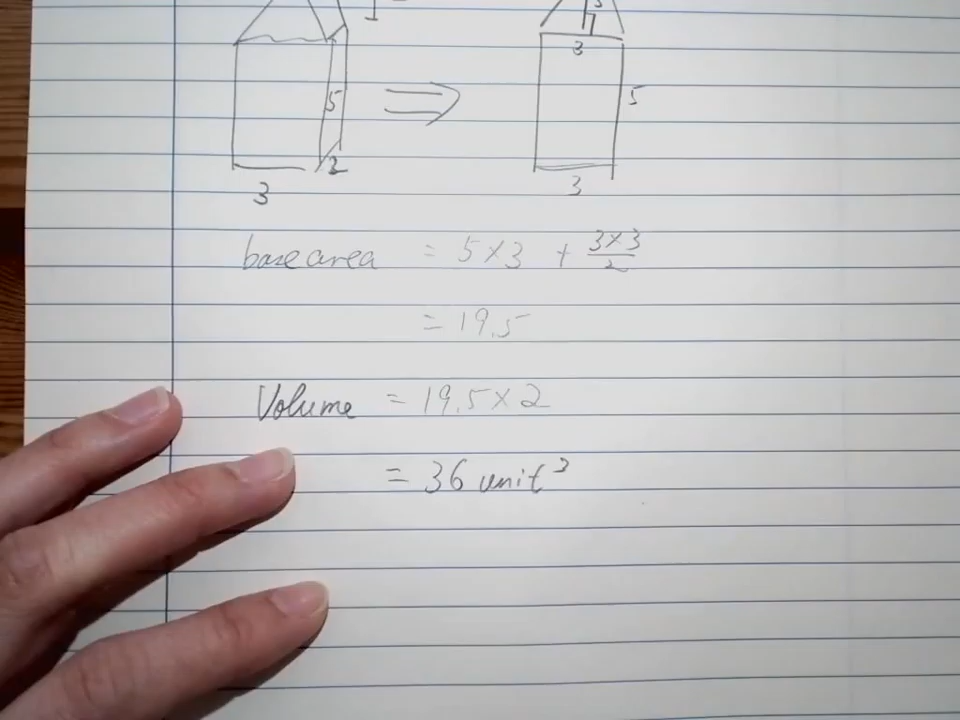 3
3
5
5
2
3
3
base area = 5 × 3 + 3×3/2
= 19.5
Volume = 19.5 × 2
= 36 unit³